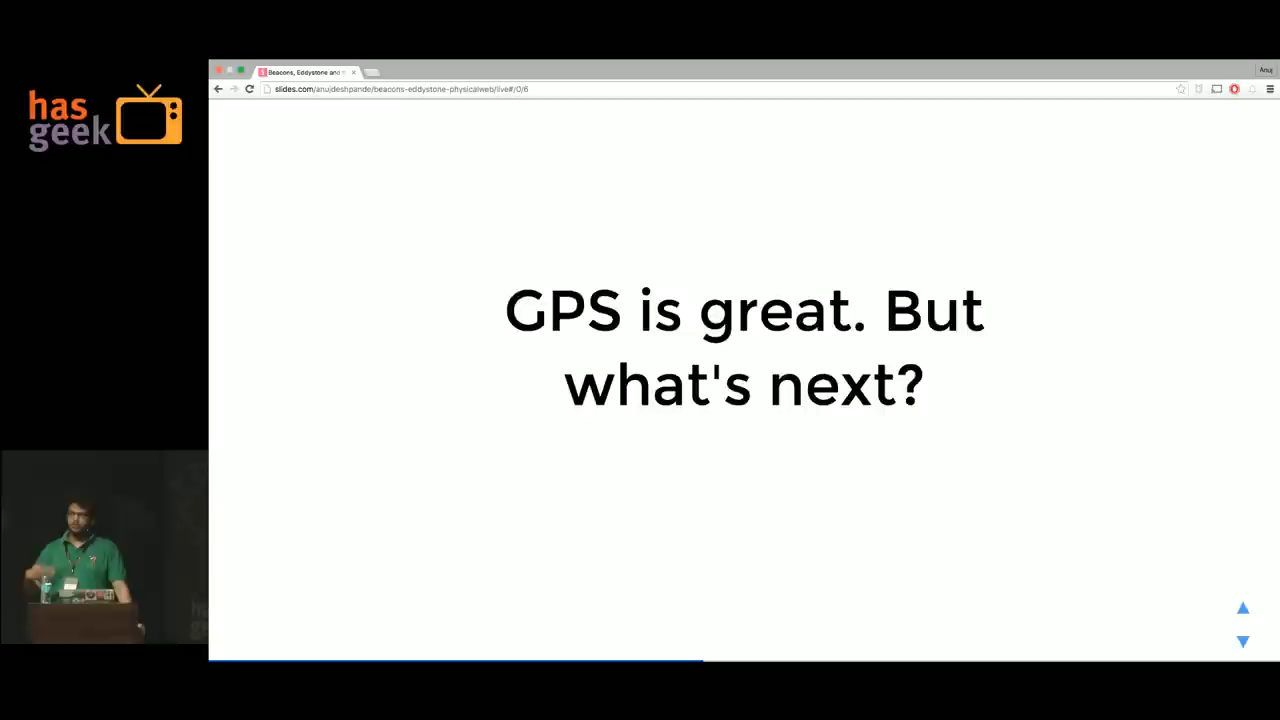 has
geek
Beacons, Eddystone and
Anuj
slides.com/anujdeshpande/beacons-eddystone-physicalweb/live#/0/6
GPS is great. But
what's next?